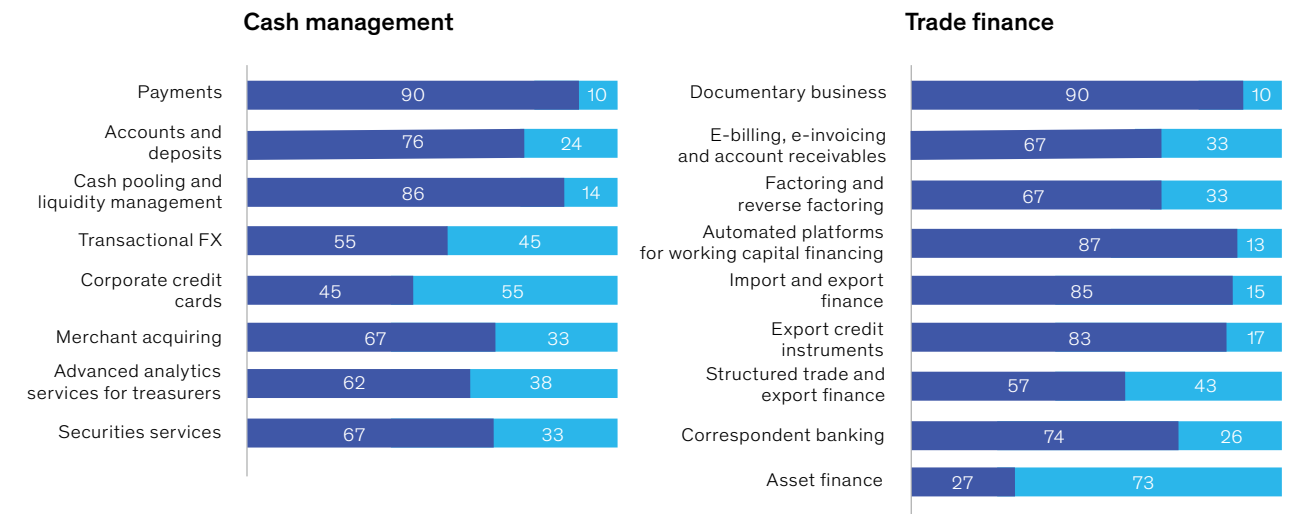 Cash management
Payments
90
10
Accounts and
deposits
76
24
Cash pooling and
liquidity management
86
14
Transactional FX
55
45
Corporate credit
cards
45
55
Merchant acquiring
67
33
Advanced analytics
services for treasurers
62
38
Securities services
67
33
Trade finance
Documentary business
90
10
E-billing, e-invoicing
and account receivables
67
33
Factoring and
reverse factoring
67
33
Automated platforms
for working capital financing
87
13
Import and export
finance
85
15
Export credit
instruments
83
17
Structured trade and
export finance
57
43
Correspondent banking
74
26
Asset finance
27
73